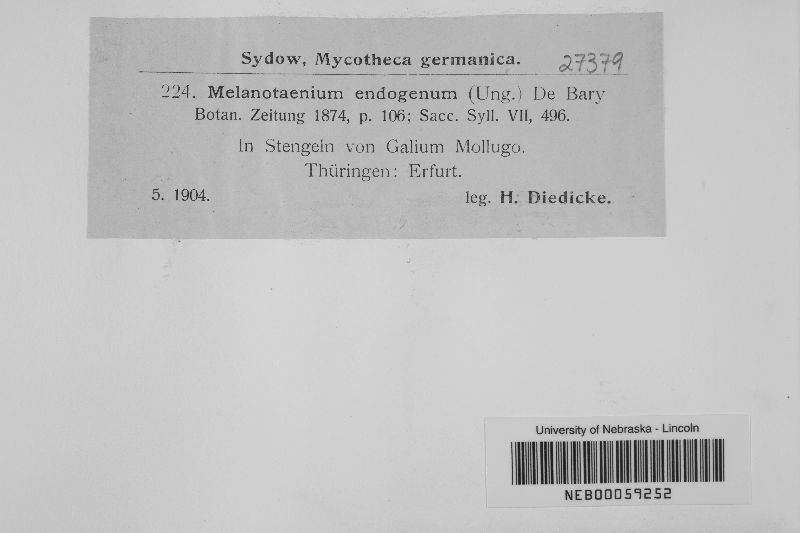 Sydow, Mycotheca germanica. 27379
224. Melanotaenium endogenum (Ung.) De Bary
Botan. Zeitung 1874, p. 106; Sacc. Syll. VII, 496.
In Stengeln von Galium Mollugo.
Thüringen: Erfurt.
5. 1904. leg. H. Diedicke.
University of Nebraska - Lincoln
NEB00059252